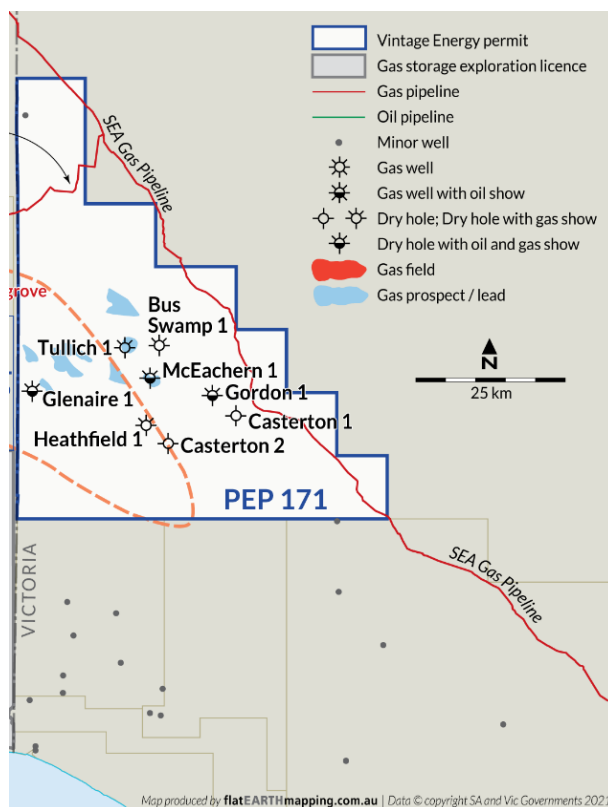 Vintage Energy permit
Gas storage exploration licence
Gas pipeline
Oil pipeline
Minor well
Gas well
Gas well with oil show
Dry hole; Dry hole with gas show
Dry hole with oil and gas show
Gas field
Gas prospect / lead
N
25 km
SEA Gas Pipeline
grove
Bus
Swamp 1
Tullich 1
McEachern 1
Gordon 1
Glenaire 1
Casterton 1
Heathfield 1
Casterton 2
PEP 171
SEA Gas Pipeline
VICTORIA
Map produced by flatEARTHmapping.com.au | Data © copyright SA and Vic Governments 2021